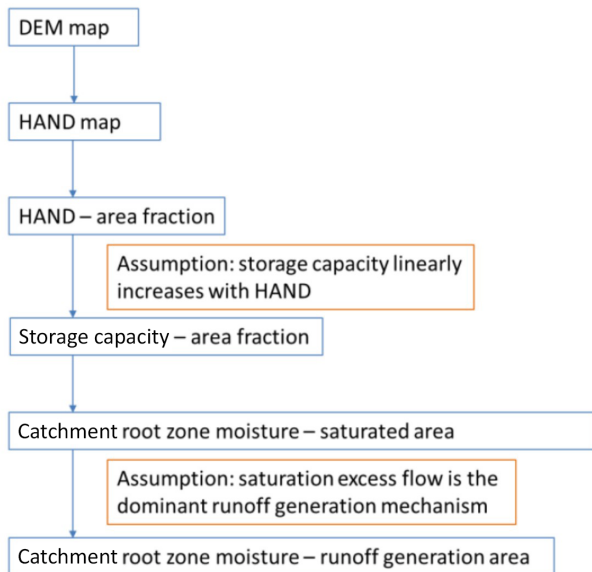 DEM map
HAND map
HAND – area fraction
Assumption: storage capacity linearly
increases with HAND
Storage capacity – area fraction
Catchment root zone moisture – saturated area
Assumption: saturation excess flow is the
dominant runoff generation mechanism
Catchment root zone moisture – runoff generation area